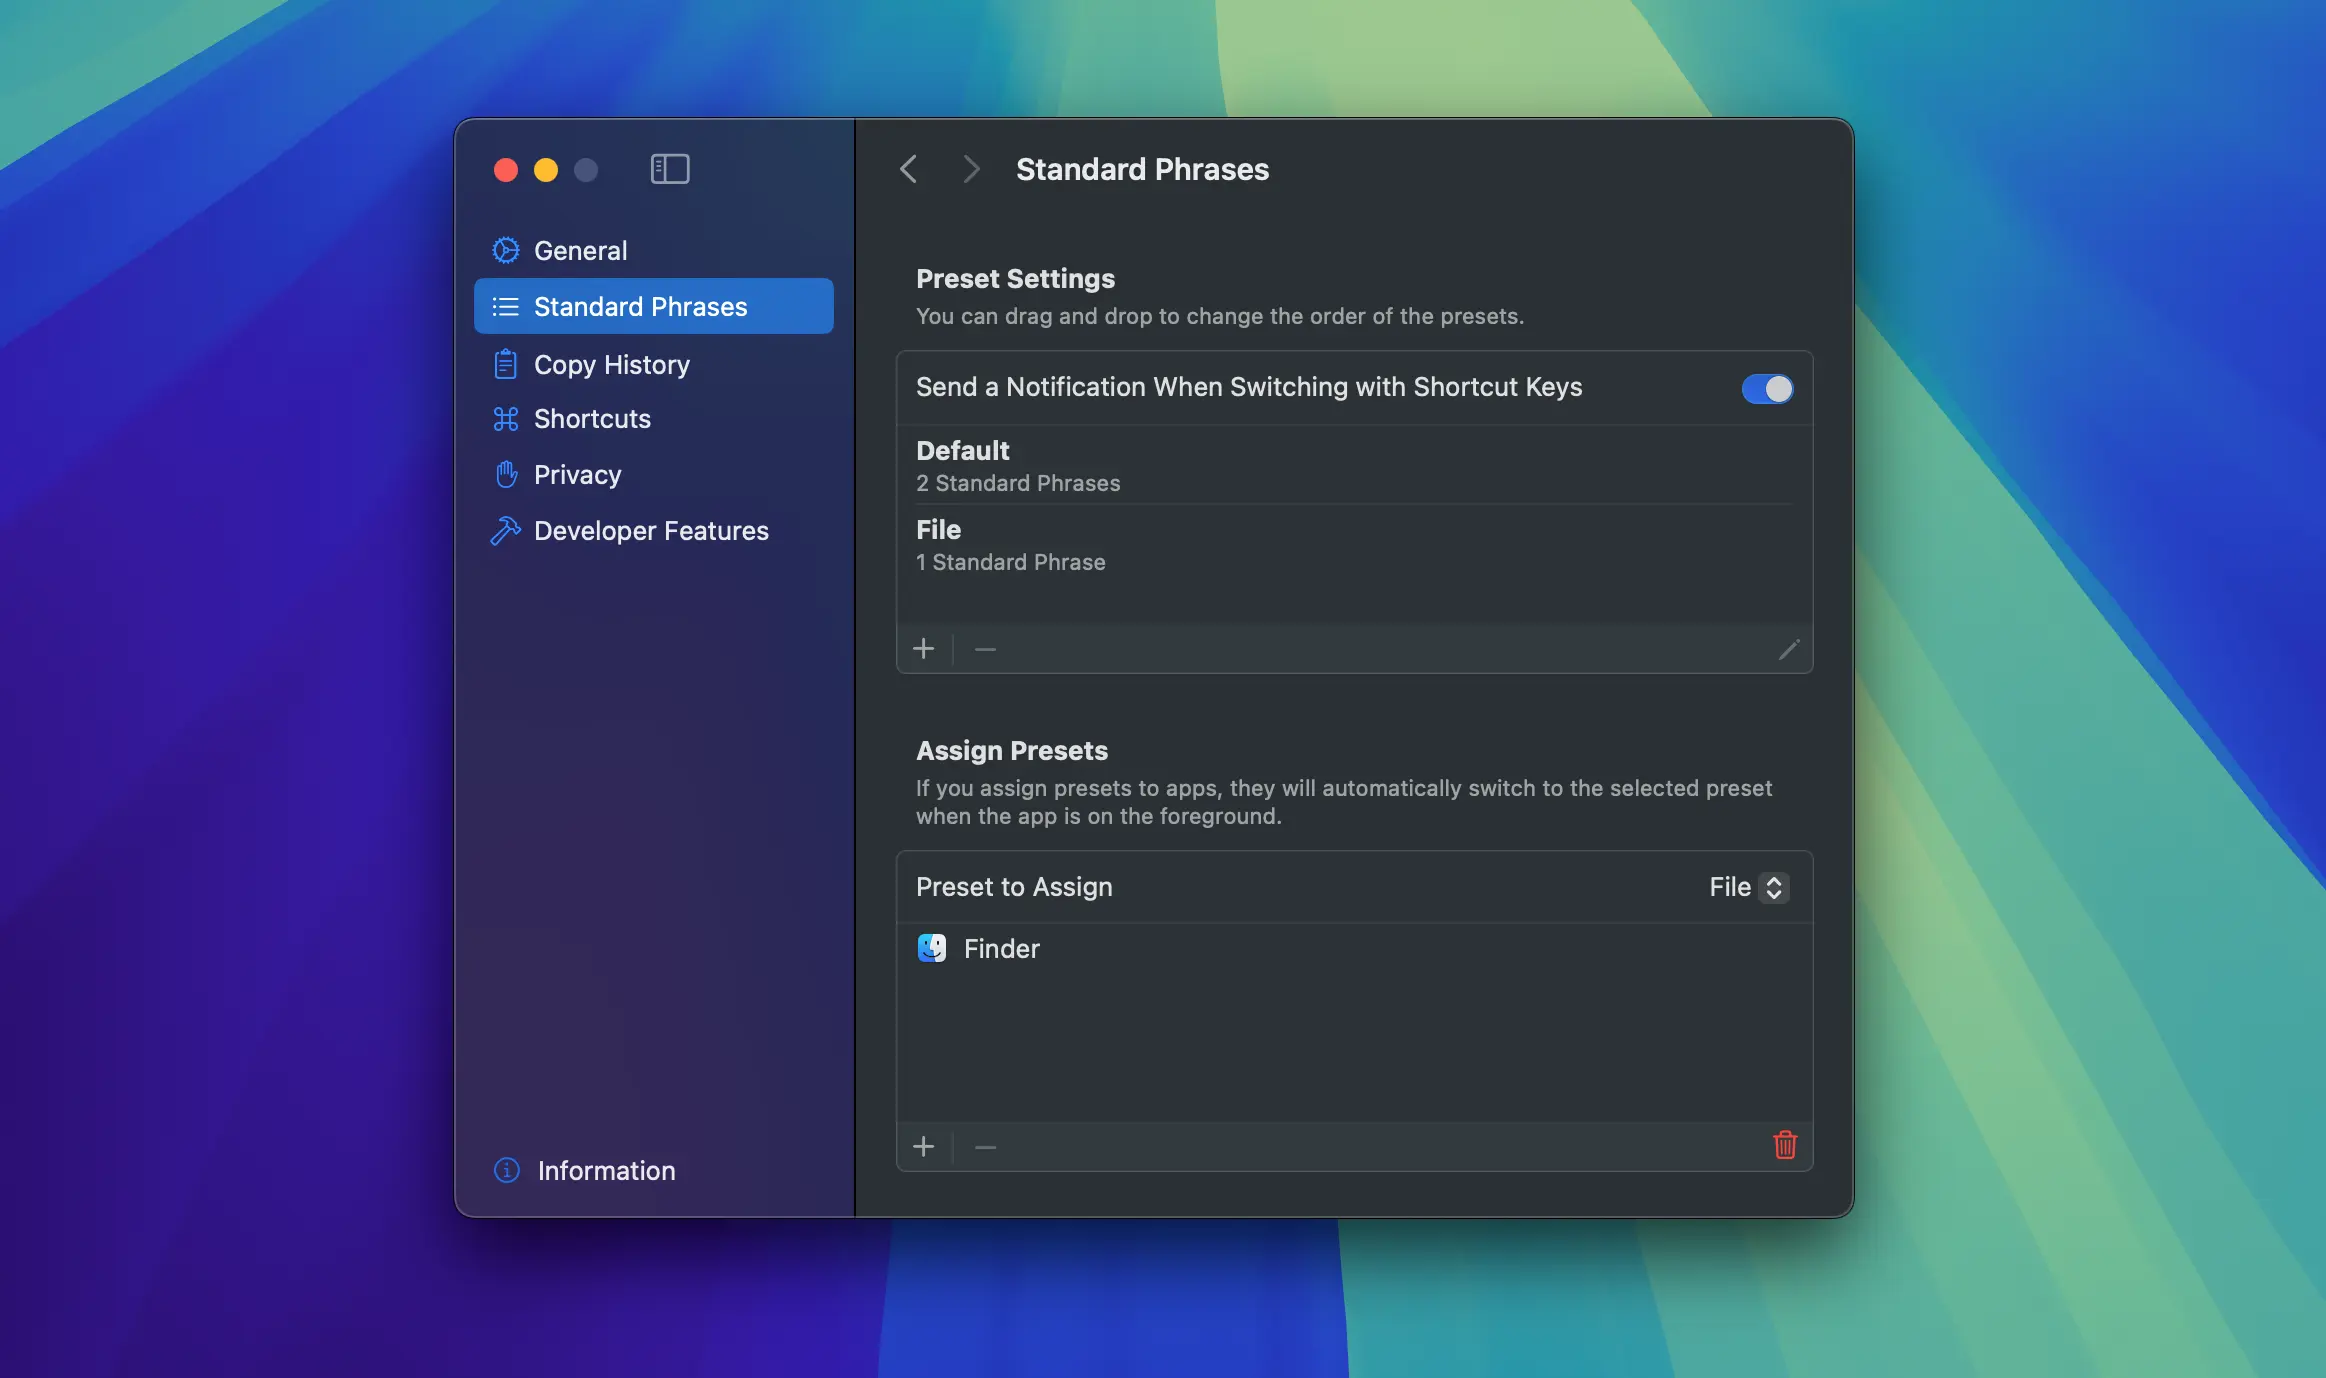 General
Standard Phrases
Copy History
Shortcuts
Privacy
Developer Features
Information
Standard Phrases
Preset Settings
You can drag and drop to change the order of the presets.
Send a Notification When Switching with Shortcut Keys
Default
2 Standard Phrases
File
1 Standard Phrase
Assign Presets
If you assign presets to apps, they will automatically switch to the selected preset
when the app is on the foreground.
Preset to Assign File
Finder